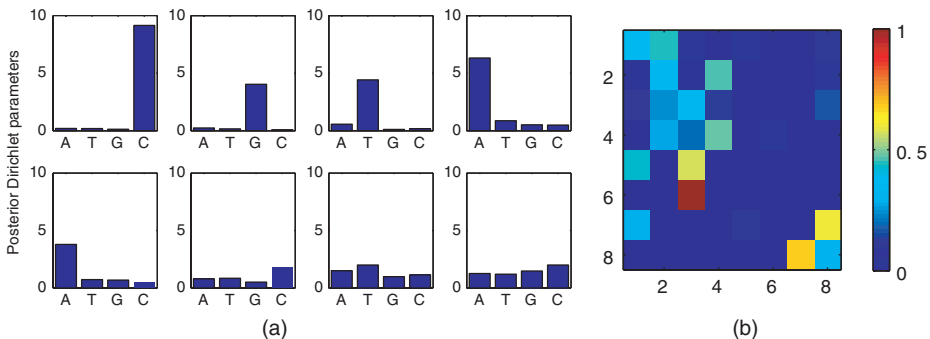 Posterior Dirichlet parameters
10 10 10 10
5 5 5 5
0 0 0 0
A T G C A T G C A T G C A T G C
10 10 10 10
5 5 5 5
0 0 0 0
A T G C A T G C A T G C A T G C
(a)
2
4
6
8
2 4 6 8
1
0. 5
0
(b)